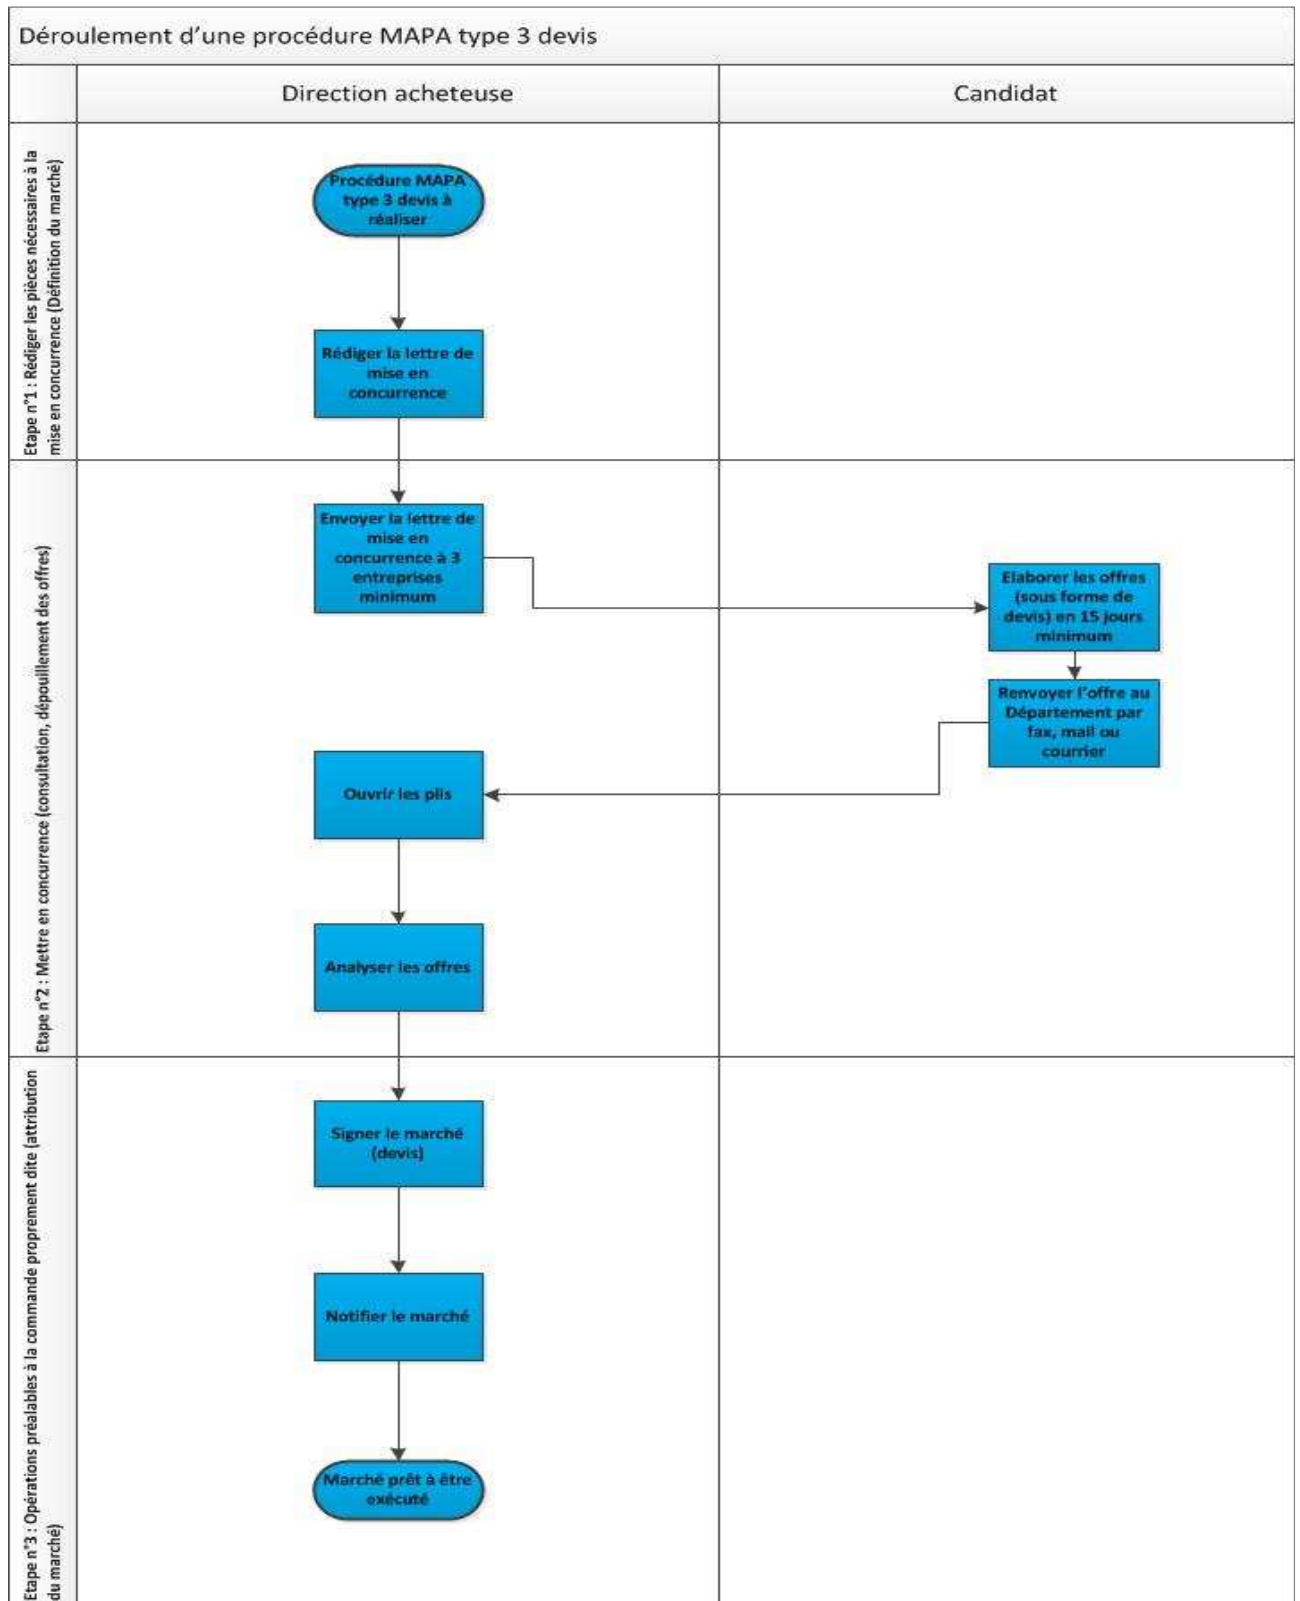 Déroulement d'une procédure MAPA type 3 devis
Direction acheteuse
Candidat
Etape n°1 : Rédiger les pièces nécessaires à la
mise en concurrence (Définition du marché)
Procédure MAPA
type 3 devis à
réaliser
Rédiger la lettre de
mise en
concurrence
Etape n°2 : Mettre en concurrence (consultation, dépouillement des offres)
Envoyer la lettre de
mise en
concurrence à 3
entreprises
minimum
Elaborer les offres
(sous forme de
devis) en 15 jours
minimum
Renvoyer l'offre au
Département par
fax, mail ou
courrier
Ouvrir les plis
Analyser les offres
Etape n°3 : Opérations préalables à la commande proprement dite (attribution
du marché)
Signer le marché
(devis)
Notifier le marché
Marché prêt à être
exécuté